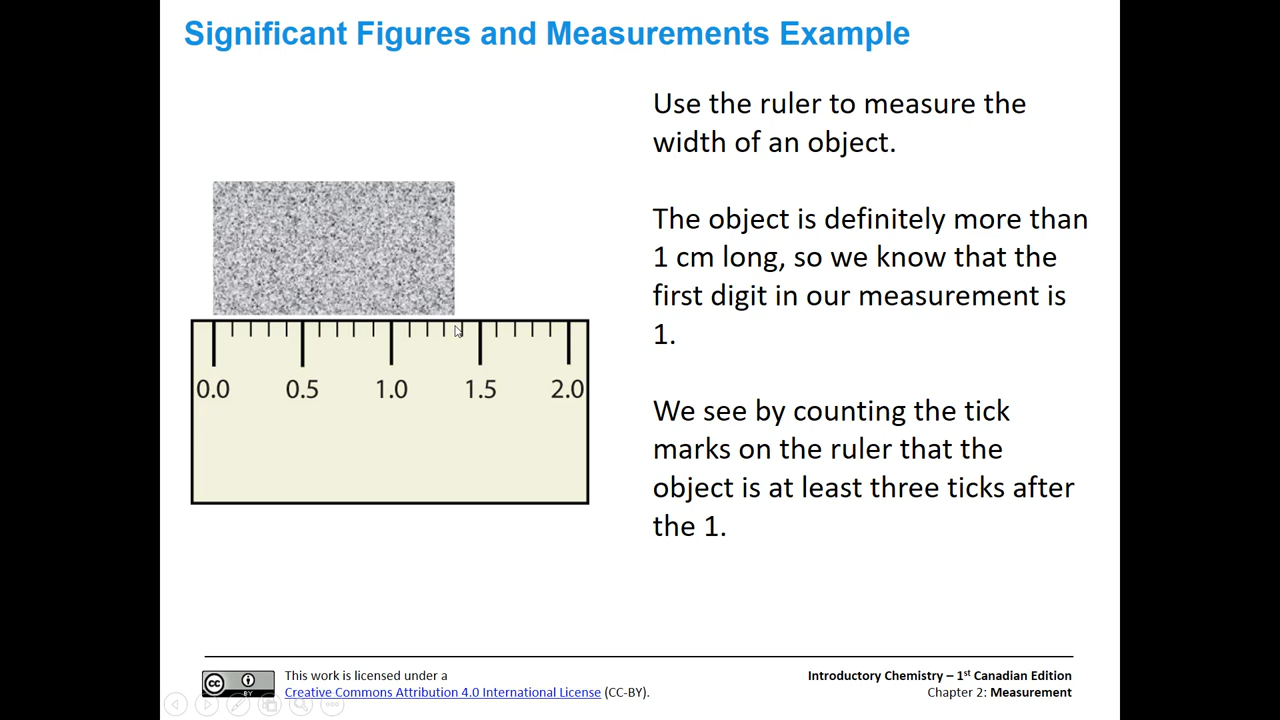 Significant Figures and Measurements Example
Use the ruler to measure the
width of an object.
The object is definitely more than
1 cm long, so we know that the
first digit in our measurement is
1.
We see by counting the tick
marks on the ruler that the
object is at least three ticks after
the 1.
0.0 0.5 1.0 1.5 2.0
cc BY
This work is licensed under a
Creative Commons Attribution 4.0 International License (CC-BY).
Introductory Chemistry – 1st Canadian Edition
Chapter 2: Measurement